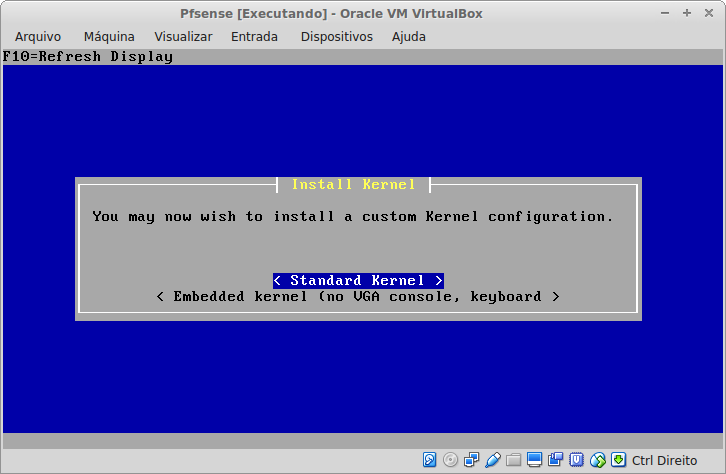 Pfsense [Executando] - Oracle VM VirtualBox
Arquivo Máquina Visualizar Entrada Dispositivos Ajuda
F10=Refresh Display
Install Kernel
You may now wish to install a custom Kernel configuration.
< Standard Kernel >
< Embedded kernel (no VGA console, keyboard >
Ctrl Direito